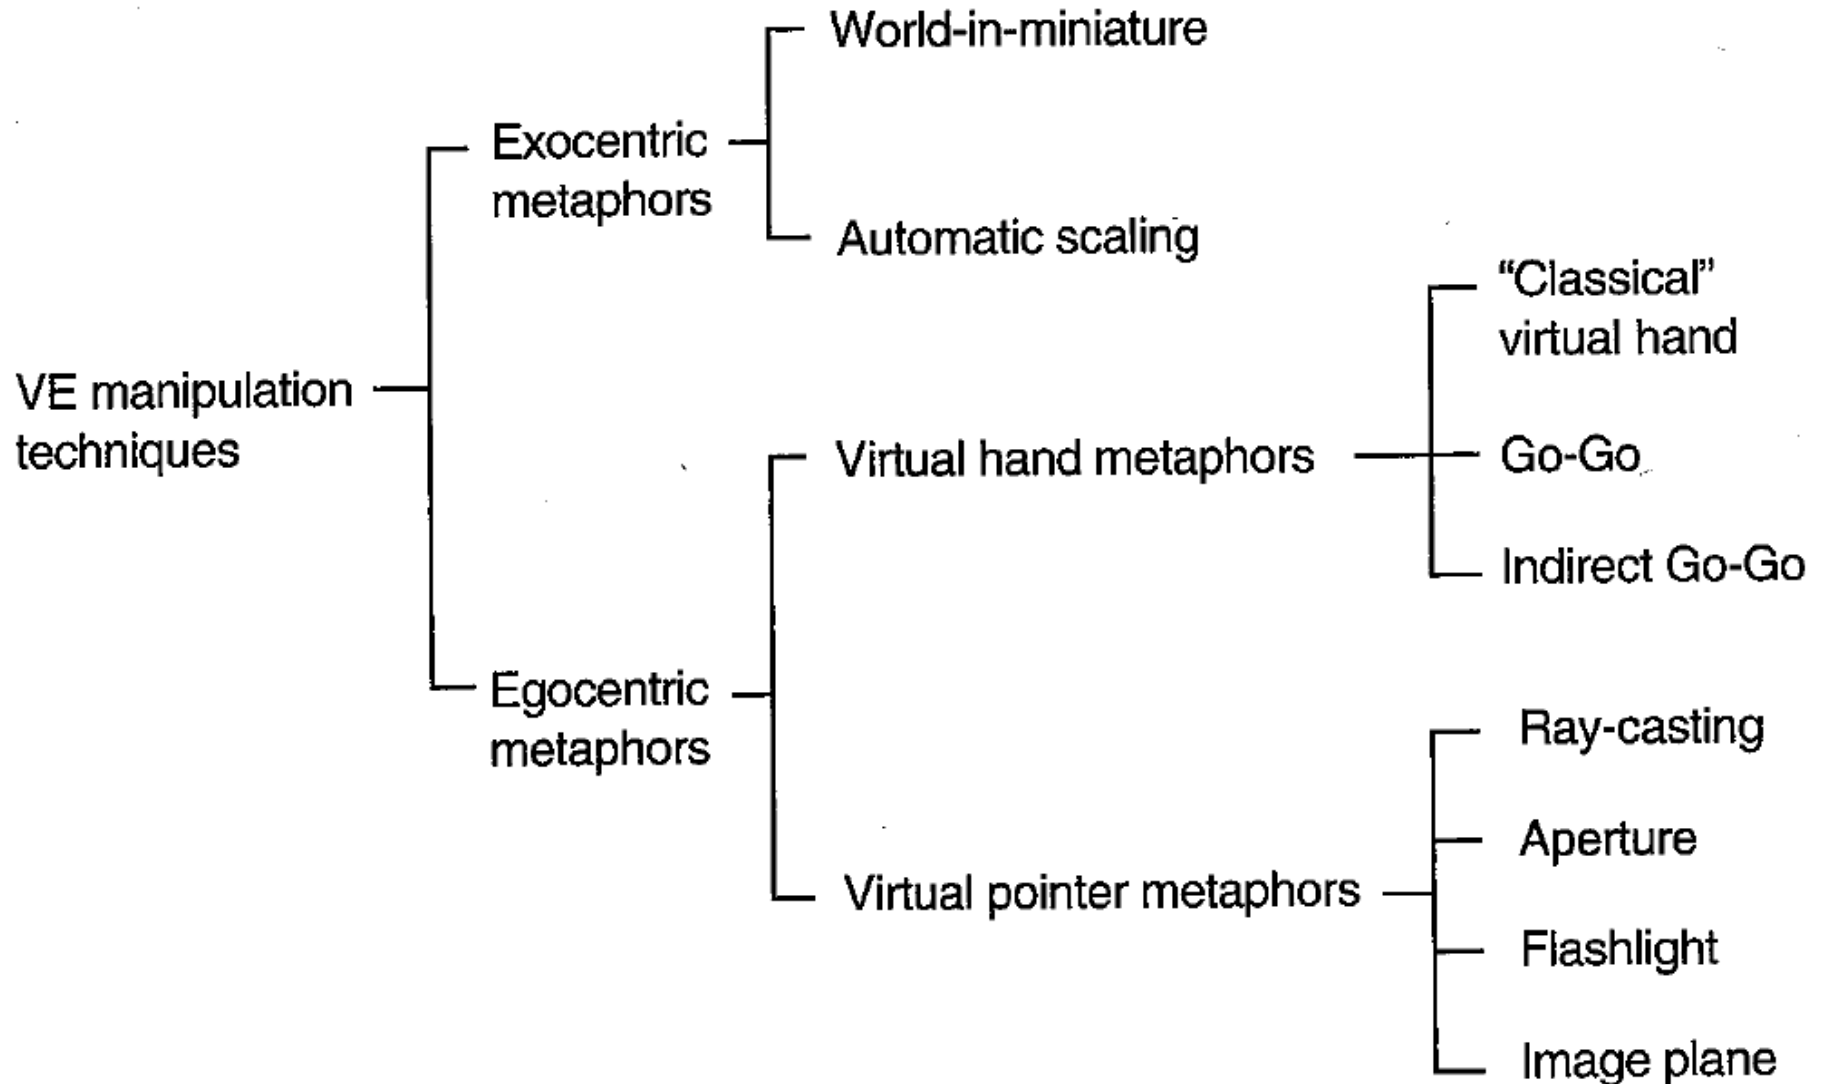 World-in-miniature
Exocentric
metaphors
Automatic scaling
“Classical”
virtual hand
VE manipulation
techniques
Virtual hand metaphors
Go-Go
Indirect Go-Go
Egocentric
metaphors
Ray-casting
Aperture
Virtual pointer metaphors
Flashlight
Image plane